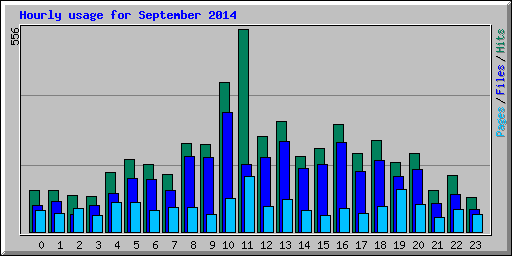 Hourly usage for September 2014
556
Pages / Files / Hits
0 1 2 3 4 5 6 7 8 9 10 11 12 13 14 15 16 17 18 19 20 21 22 23